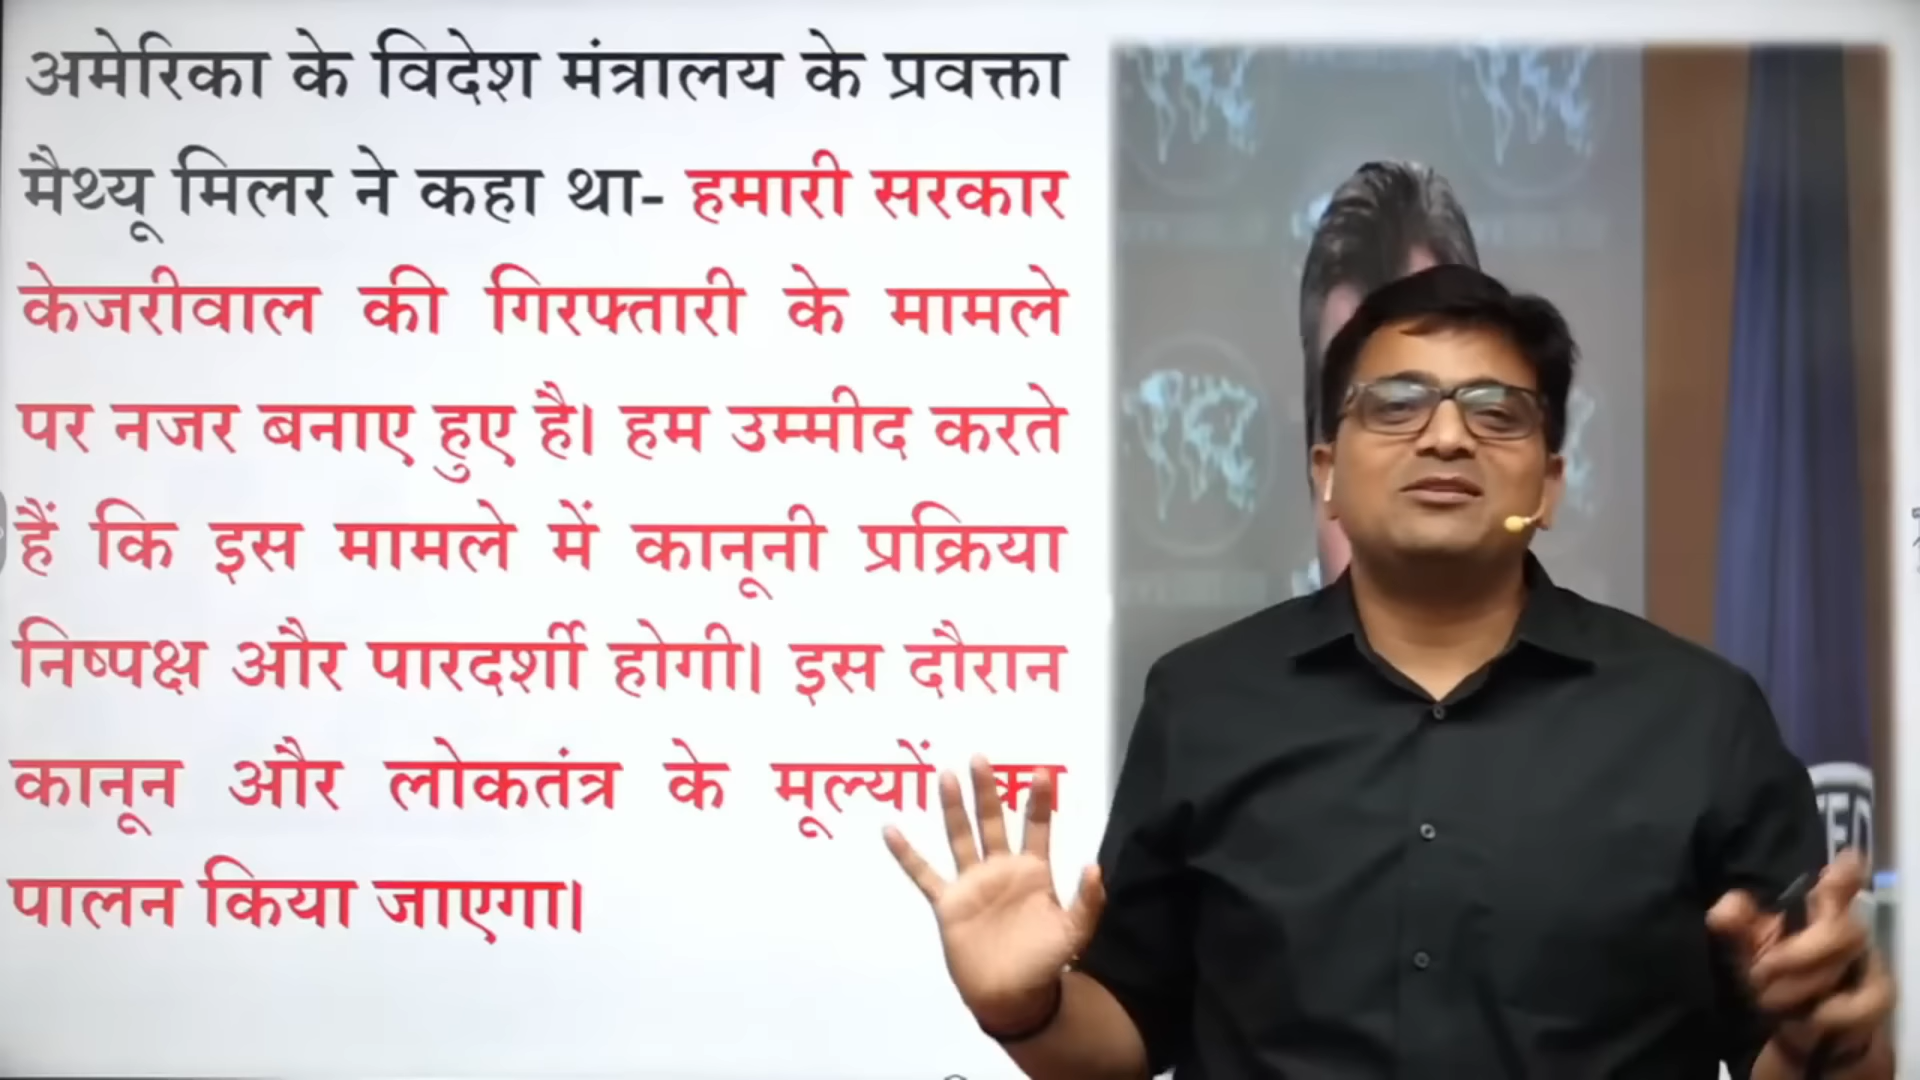 अमेरिका के विदेश मंत्रालय के प्रवक्ता
मैथ्यू मिलर ने कहा था- हमारी सरकार
केजरीवाल की गिरफ्तारी के मामले
पर नजर बनाए हुए है। हम उम्मीद करते
हैं कि इस मामले में कानूनी प्रक्रिया
निष्पक्ष और पारदर्शी होगी। इस दौरान
कानून और लोकतंत्र के मूल्यों का
पालन किया जाएगा।